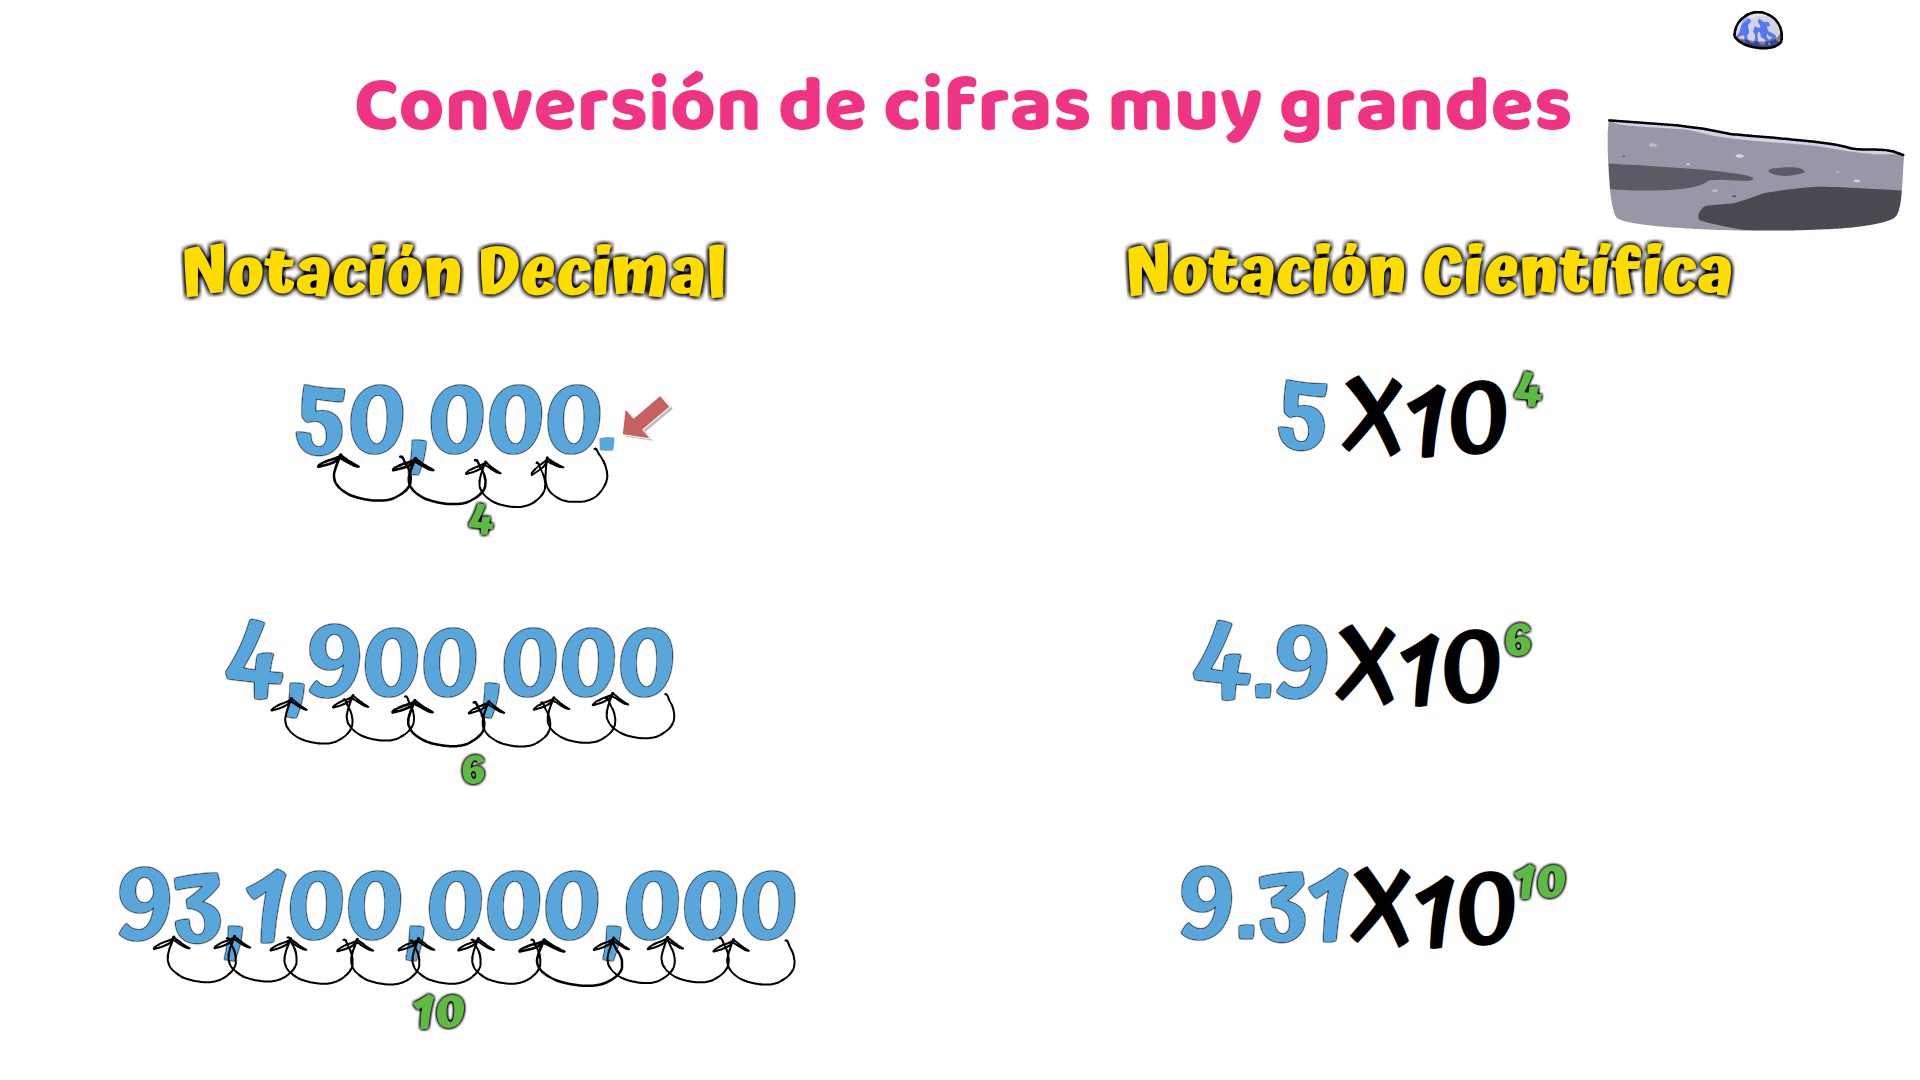 Conversión de cifras muy grandes
Notación Decimal
Notación Científica
50,000.
5 X10⁴
4
4,900,000
4.9X10⁶
6
93,100,000,000
9.31X10¹⁰
10